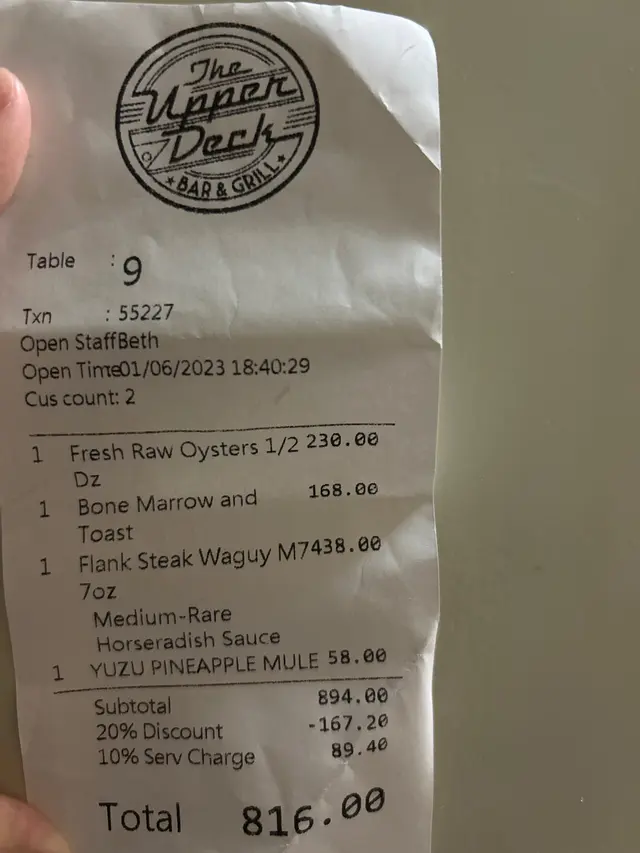 The
Upper
Deck
BAR & GRILL
Table : 9
Txn : 55227
Open StaffBeth
Open Time01/06/2023 18:40:29
Cus count: 2
1 Fresh Raw Oysters 1/2 230.00
Dz
1 Bone Marrow and 168.00
Toast
1 Flank Steak Waguy M7438.00
7oz
Medium-Rare
Horseradish Sauce
1 YUZU PINEAPPLE MULE 58.00
Subtotal 894.00
20% Discount -167.20
10% Serv Charge 89.40
Total 816.00